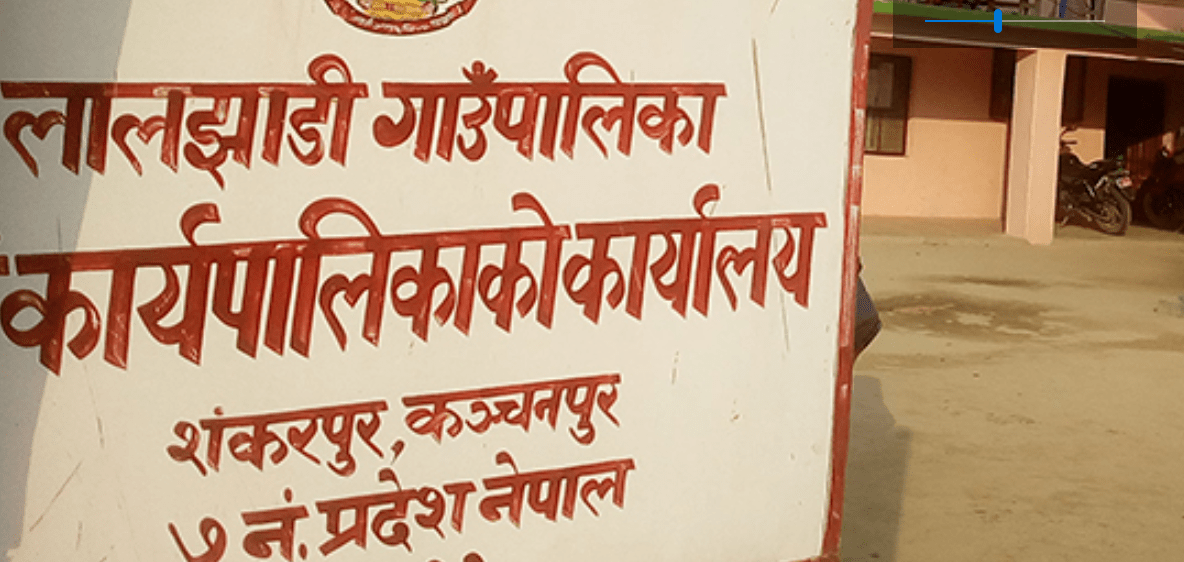 लालझाडी गाउँपालिका
कार्यपालिकाको कार्यालय
शंकरपुर, कञ्चनपुर
७ नं. प्रदेश नेपाल